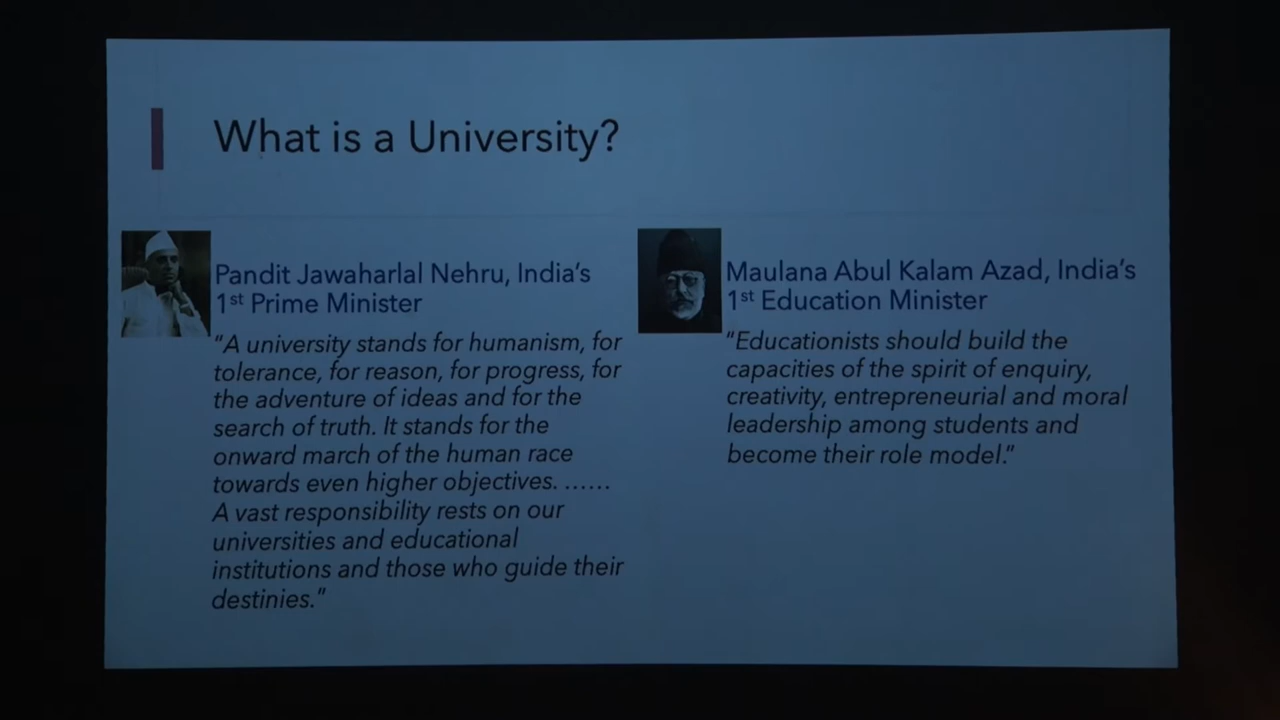 What is a University?
Pandit Jawaharlal Nehru, India's
1st Prime Minister
"A university stands for humanism, for
tolerance, for reason, for progress, for
the adventure of ideas and for the
search of truth. It stands for the
onward march of the human race
towards even higher objectives. ......
A vast responsibility rests on our
universities and educational
institutions and those who guide their
destinies."
Maulana Abul Kalam Azad, India's
1st Education Minister
"Educationists should build the
capacities of the spirit of enquiry,
creativity, entrepreneurial and moral
leadership among students and
become their role model."